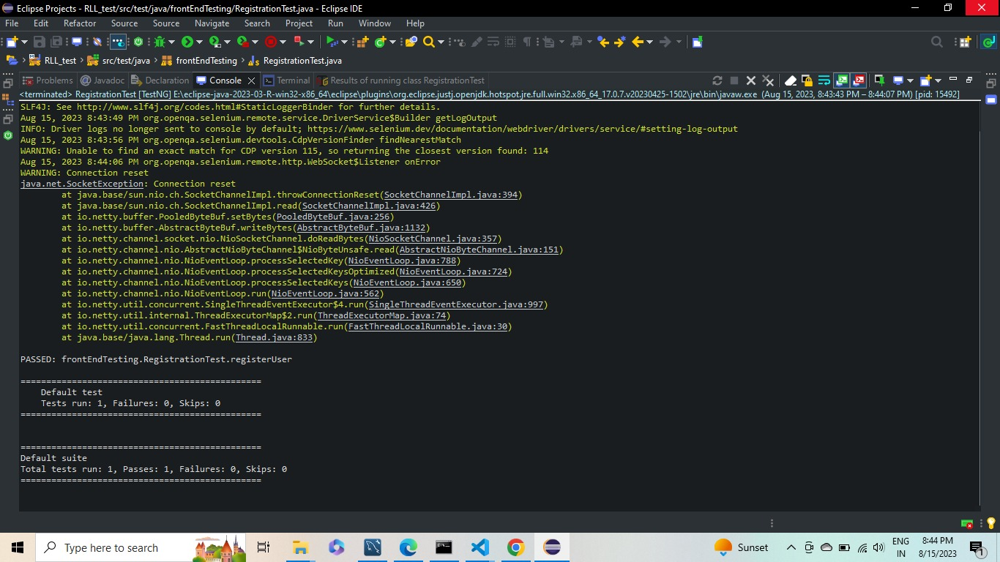 Eclipse Projects - RLL_test/src/test/java/frontEndTesting/RegistrationTest.java - Eclipse IDE
File Edit Refactor Source Source Navigate Search Project Run Window Help
RLL_test src/test/java frontEndTesting RegistrationTest.java
Problems Javadoc Declaration Console Terminal Results of running class RegistrationTest
<terminated> RegistrationTest [TestNG] E:\eclipse-java-2023-03-R-win32-x86_64\eclipse\plugins\org.eclipse.justj.openjdk.hotspot.jre.full.win32.x86_64_17.0.7.v20230425-1502\jre\bin\javaw.exe (Aug 15, 2023, 8:43:43 PM – 8:44:07 PM) [pid: 15492]
SLF4J: See http://www.slf4j.org/codes.html#StaticLoggerBinder for further details.
Aug 15, 2023 8:43:49 PM org.openqa.selenium.remote.service.DriverService$Builder getLogOutput
INFO: Driver logs no longer sent to console by default; https://www.selenium.dev/documentation/webdriver/drivers/service/#setting-log-output
Aug 15, 2023 8:43:56 PM org.openqa.selenium.devtools.CdpVersionFinder findNearestMatch
WARNING: Unable to find an exact match for CDP version 115, so returning the closest version found: 114
Aug 15, 2023 8:44:06 PM org.openqa.selenium.remote.http.WebSocket$Listener onError
WARNING: Connection reset
java.net.SocketException: Connection reset
at java.base/sun.nio.ch.SocketChannelImpl.throwConnectionReset(SocketChannelImpl.java:394)
at java.base/sun.nio.ch.SocketChannelImpl.read(SocketChannelImpl.java:426)
at io.netty.buffer.PooledByteBuf.setBytes(PooledByteBuf.java:256)
at io.netty.buffer.AbstractByteBuf.writeBytes(AbstractByteBuf.java:1132)
at io.netty.channel.socket.nio.NioSocketChannel.doReadBytes(NioSocketChannel.java:357)
at io.netty.channel.nio.AbstractNioByteChannel$NioByteUnsafe.read(AbstractNioByteChannel.java:151)
at io.netty.channel.nio.NioEventLoop.processSelectedKey(NioEventLoop.java:788)
at io.netty.channel.nio.NioEventLoop.processSelectedKeysOptimized(NioEventLoop.java:724)
at io.netty.channel.nio.NioEventLoop.processSelectedKeys(NioEventLoop.java:650)
at io.netty.channel.nio.NioEventLoop.run(NioEventLoop.java:562)
at io.netty.util.concurrent.SingleThreadEventExecutor$4.run(SingleThreadEventExecutor.java:997)
at io.netty.util.internal.ThreadExecutorMap$2.run(ThreadExecutorMap.java:74)
at io.netty.util.concurrent.FastThreadLocalRunnable.run(FastThreadLocalRunnable.java:30)
at java.base/java.lang.Thread.run(Thread.java:833)
PASSED: frontEndTesting.RegistrationTest.registerUser
===============================================
Default test
Tests run: 1, Failures: 0, Skips: 0
===============================================
===============================================
Default suite
Total tests run: 1, Passes: 1, Failures: 0, Skips: 0
===============================================
Type here to search
Sunset
ENG
IN
8:44 PM
8/15/2023
1